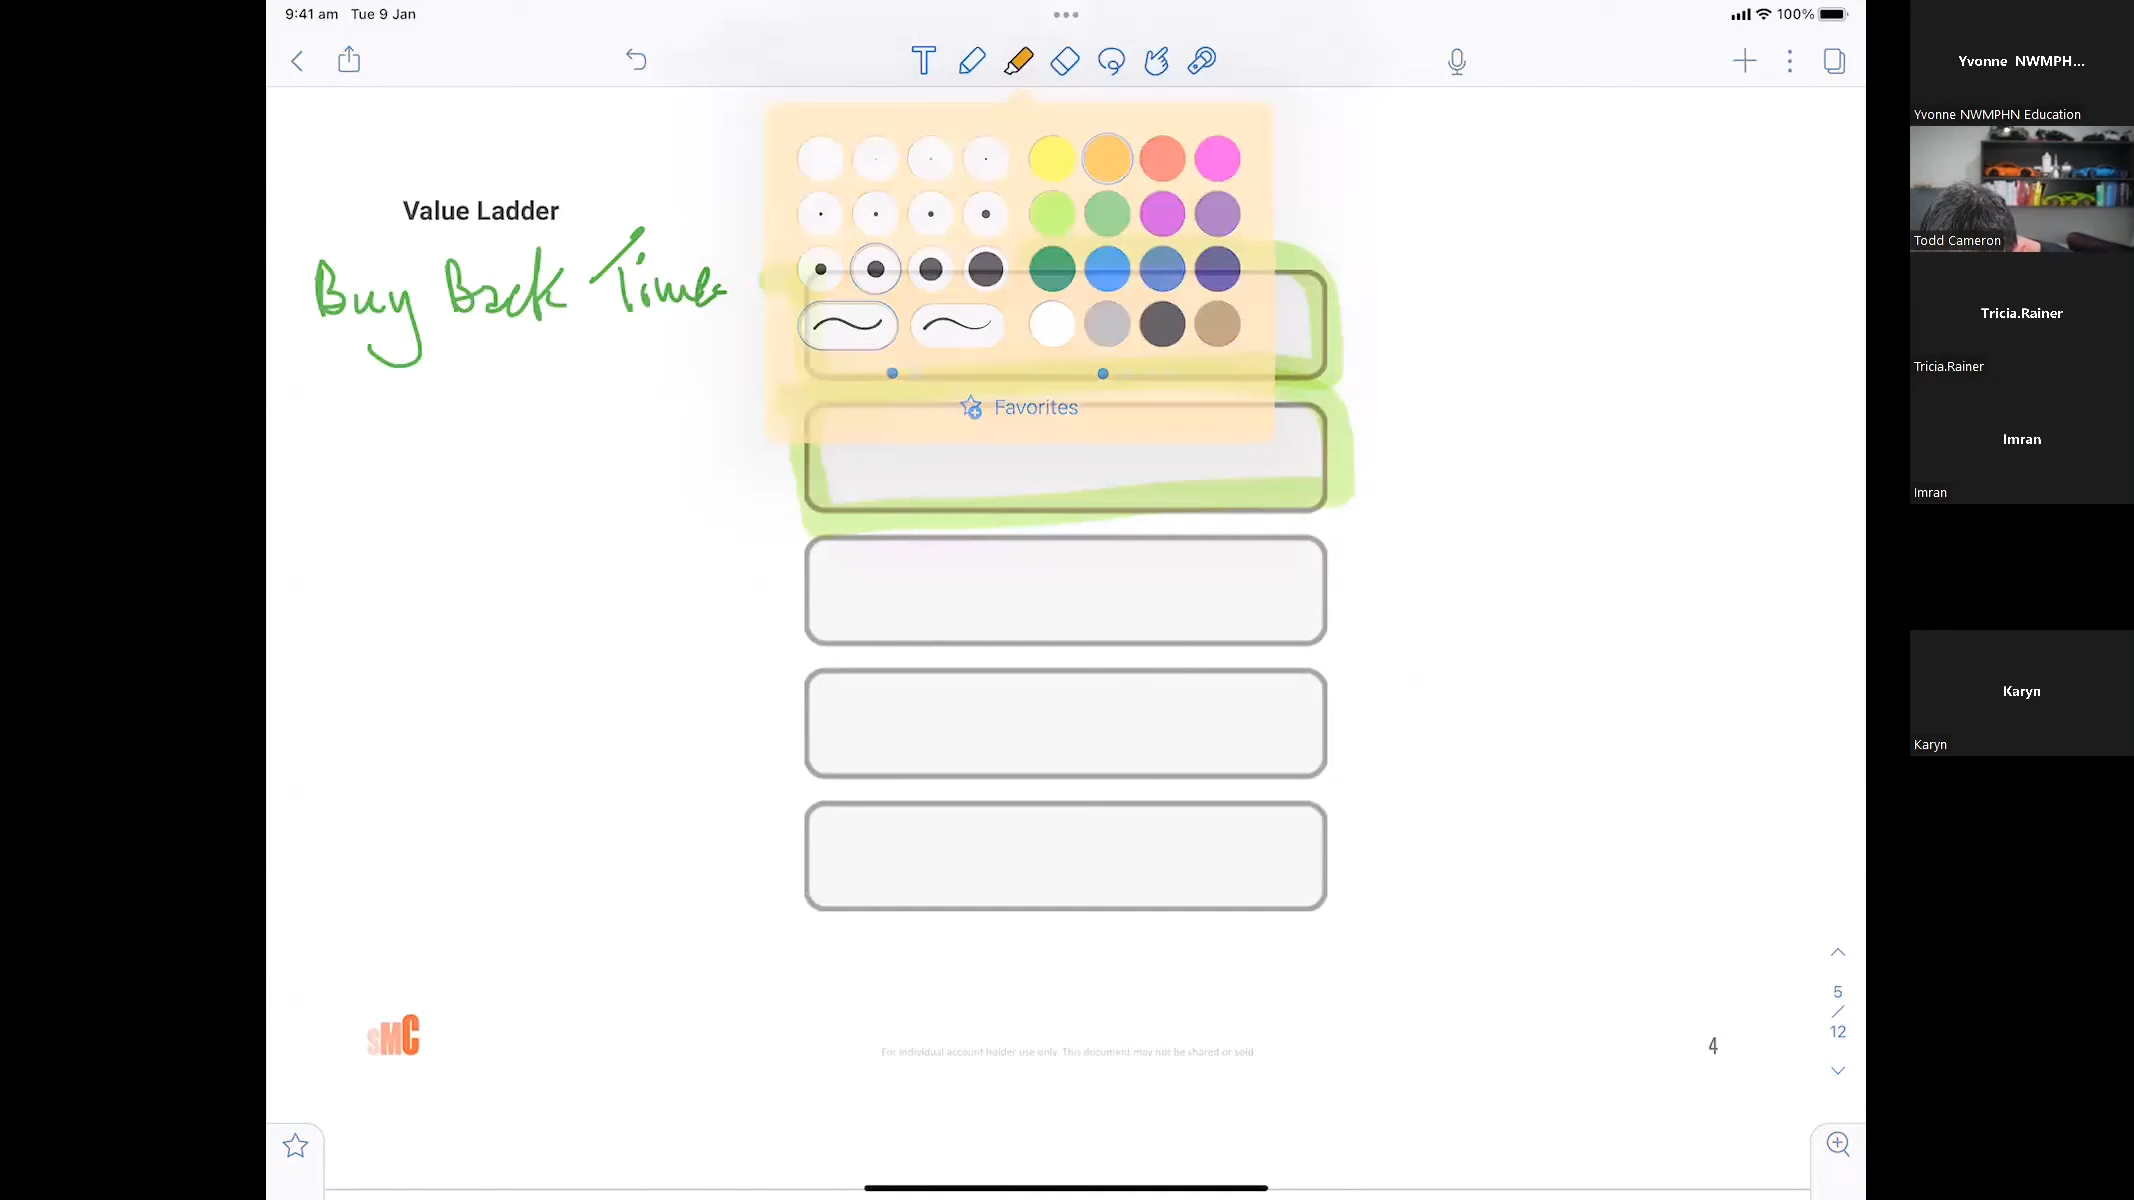 9:41 am Tue 9 Jan
100%
Value Ladder
Buy Back Time
Favorites
sMC
For individual account holder use only. This document may not be shared or sold
4
5
/
12
Yvonne NWMPH...
Yvonne NWMPHN Education
Todd Cameron
Tricia.Rainer
Tricia.Rainer
Imran
Imran
Karyn
Karyn